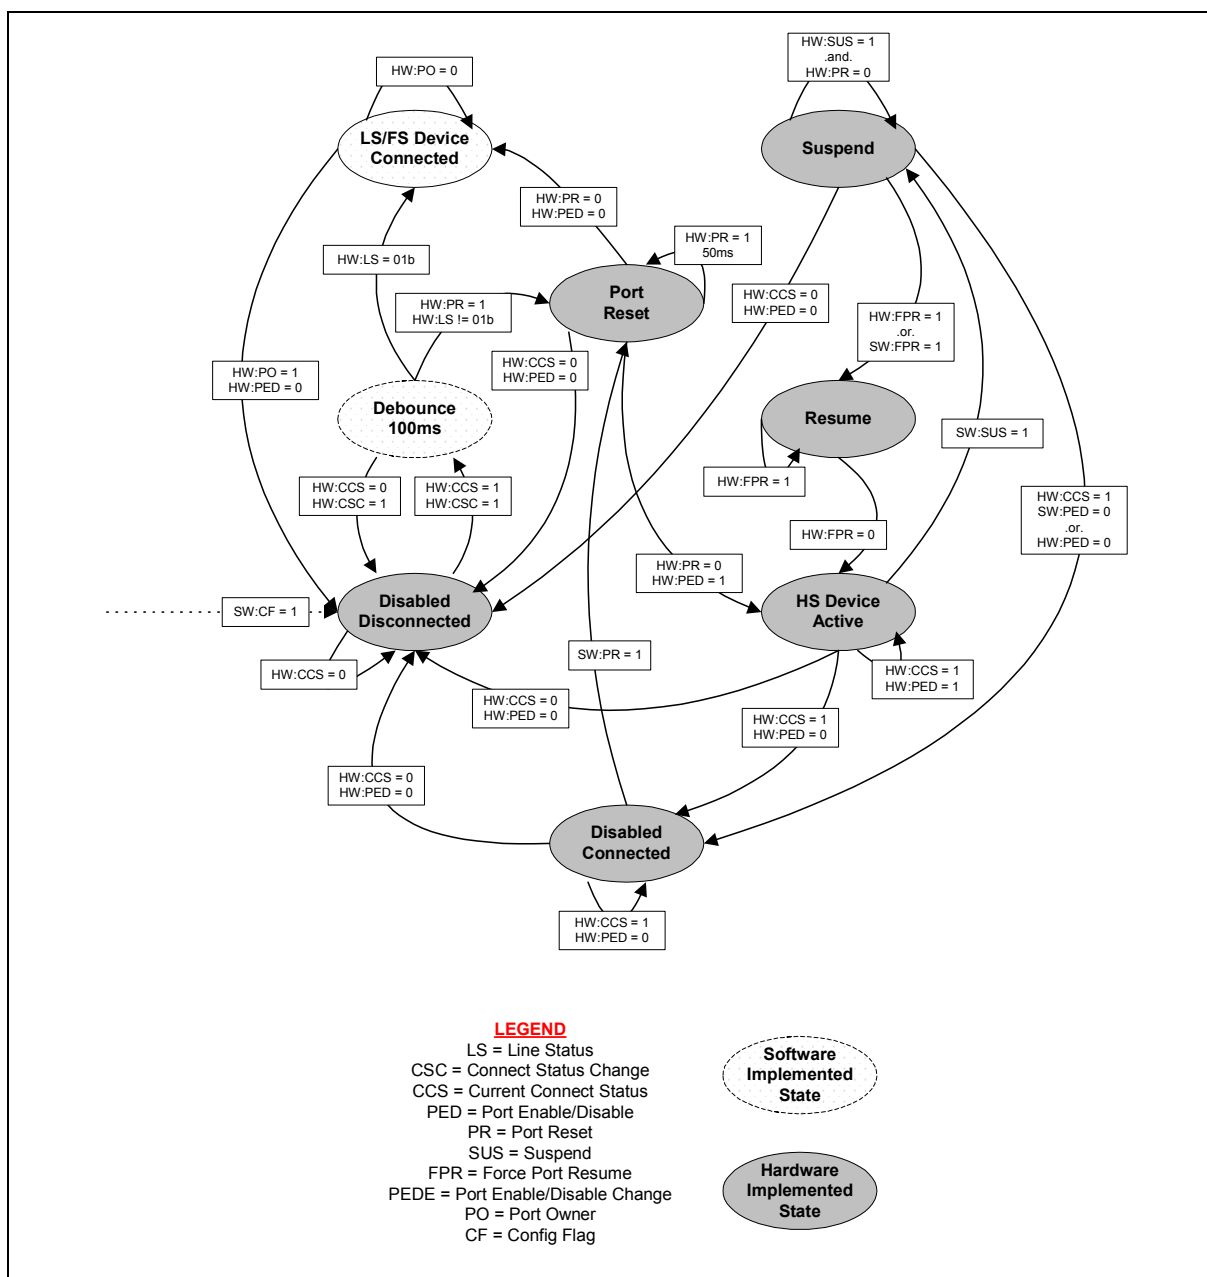 HW:SUS = 1
.and.
HW:PR = 0
HW:PO = 0
LS/FS Device
Connected
Suspend
HW:PR = 0
HW:PED = 0
HW:PR = 1
50ms
HW:LS = 01b
Port
Reset
HW:CCS = 0
HW:PED = 0
HW:PR = 1
HW:LS != 01b
HW:FPR = 1
.or.
SW:FPR = 1
HW:PO = 1
HW:PED = 0
HW:CCS = 0
HW:PED = 0
Debounce
100ms
Resume
SW:SUS = 1
HW:CCS = 0
HW:CSC = 1
HW:CCS = 1
HW:CSC = 1
HW:FPR = 1
HW:CCS = 1
SW:PED = 0
.or.
HW:PED = 0
HW:FPR = 0
HW:PR = 0
HW:PED = 1
SW:CF = 1
Disabled
Disconnected
HS Device
Active
HW:CCS = 0
SW:PR = 1
HW:CCS = 1
HW:PED = 1
HW:CCS = 0
HW:PED = 0
HW:CCS = 1
HW:PED = 0
HW:CCS = 0
HW:PED = 0
Disabled
Connected
HW:CCS = 1
HW:PED = 0
LEGEND
LS = Line Status
CSC = Connect Status Change
CCS = Current Connect Status
PED = Port Enable/Disable
PR = Port Reset
SUS = Suspend
FPR = Force Port Resume
PEDE = Port Enable/Disable Change
PO = Port Owner
CF = Config Flag
Software
Implemented
State
Hardware
Implemented
State